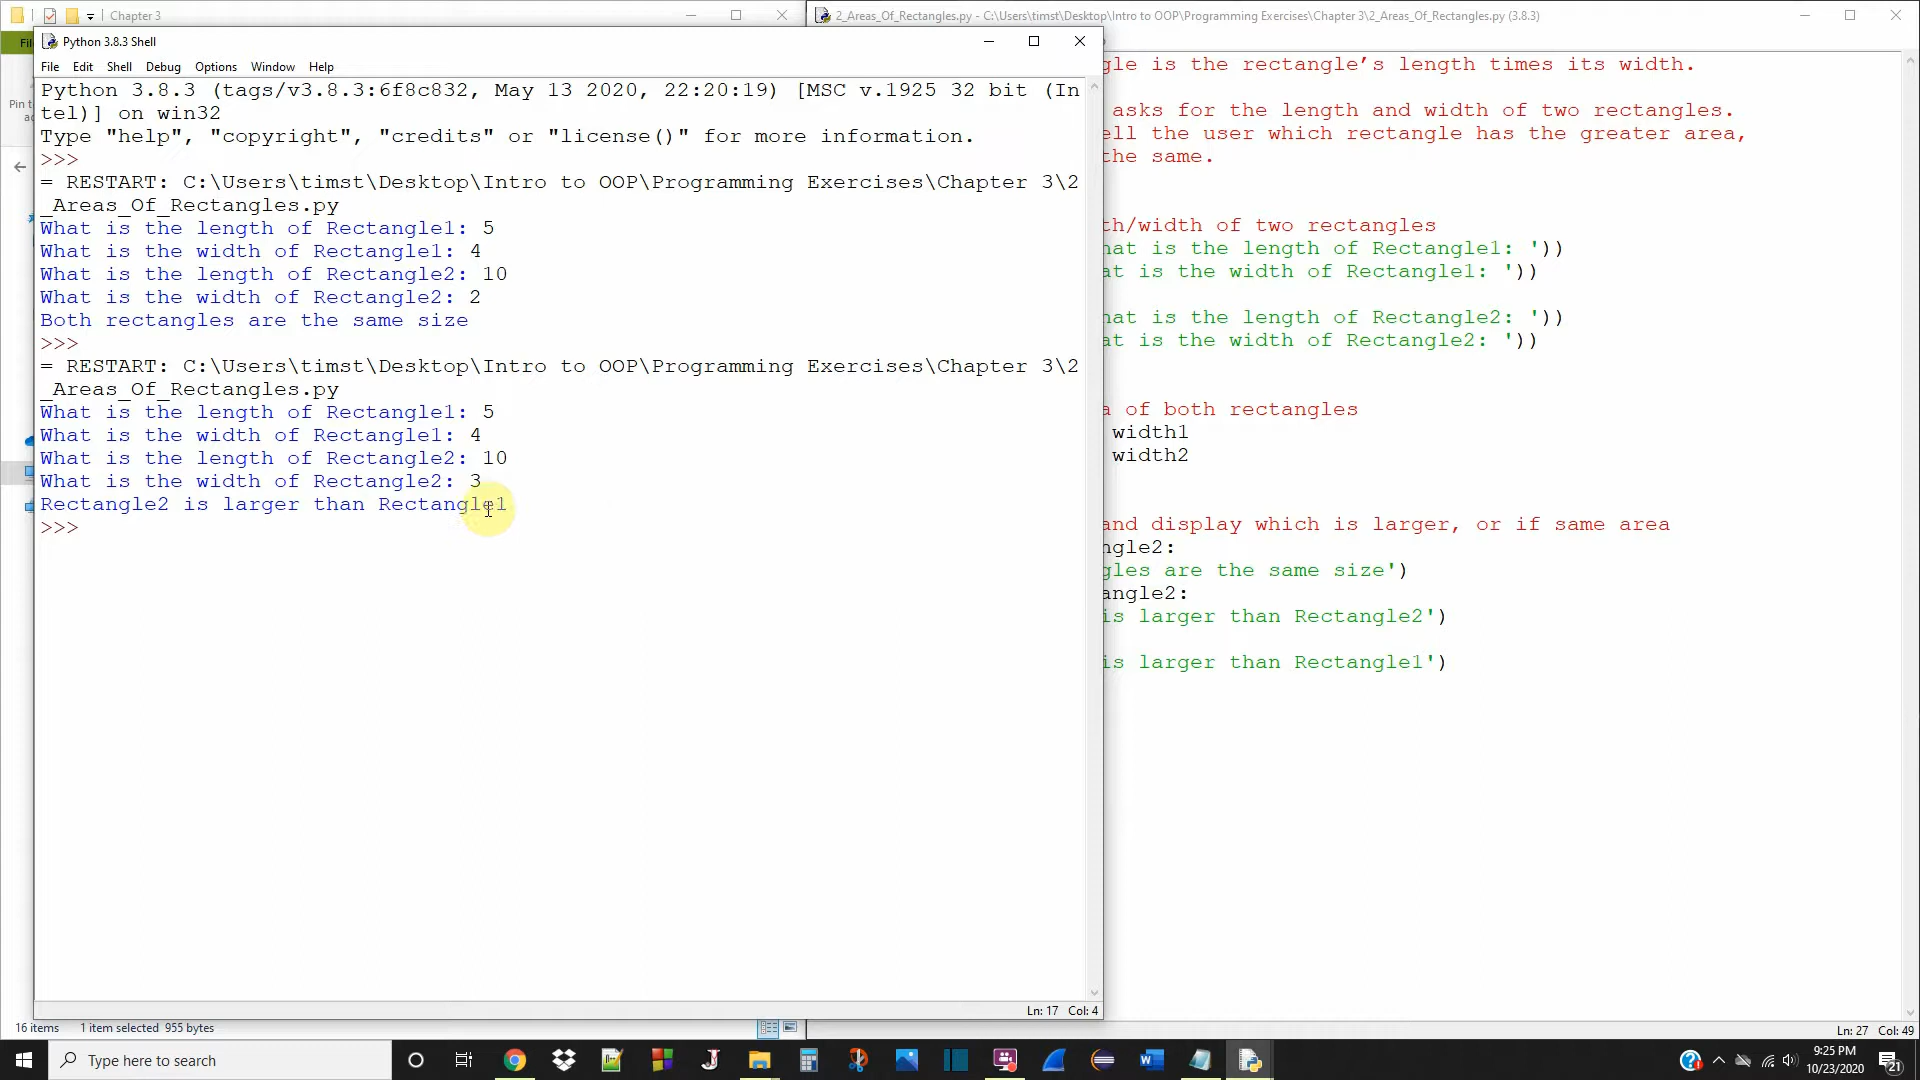 Chapter 3
2_Areas_Of_Rectangles.py - C:\Users\timst\Desktop\Intro to OOP\Programming Exercises\Chapter 3\2_Areas_Of_Rectangles.py (3.8.3)
Python 3.8.3 Shell
File Edit Shell Debug Options Window Help
Python 3.8.3 (tags/v3.8.3:6f8c832, May 13 2020, 22:20:19) [MSC v.1925 32 bit (In
tel)] on win32
Type "help", "copyright", "credits" or "license()" for more information.
>>>
= RESTART: C:\Users\timst\Desktop\Intro to OOP\Programming Exercises\Chapter 3\2
_Areas_Of_Rectangles.py
What is the length of Rectangle1: 5
What is the width of Rectangle1: 4
What is the length of Rectangle2: 10
What is the width of Rectangle2: 2
Both rectangles are the same size
>>>
= RESTART: C:\Users\timst\Desktop\Intro to OOP\Programming Exercises\Chapter 3\2
_Areas_Of_Rectangles.py
What is the length of Rectangle1: 5
What is the width of Rectangle1: 4
What is the length of Rectangle2: 10
What is the width of Rectangle2: 3
Rectangle2 is larger than Rectangle1
>>>
Ln: 17 Col: 4
gle is the rectangle’s length times its width.
asks for the length and width of two rectangles.
ell the user which rectangle has the greater area,
the same.
th/width of two rectangles
hat is the length of Rectangle1: '))
at is the width of Rectangle1: '))
hat is the length of Rectangle2: '))
at is the width of Rectangle2: '))
a of both rectangles
width1
width2
and display which is larger, or if same area
ngle2:
gles are the same size')
angle2:
is larger than Rectangle2')
is larger than Rectangle1')
Ln: 27 Col: 49
Pin t
16 items 1 item selected 955 bytes
Type here to search
9:25 PM
10/23/2020
21